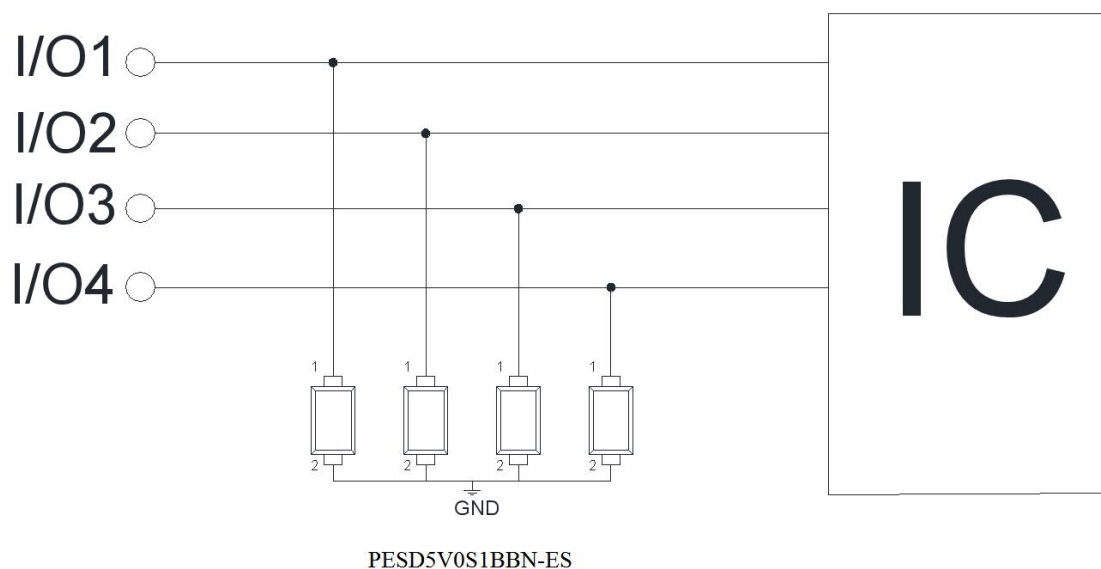 I/O1
I/O2
I/O3
I/O4
IC
1 1 1 1
2 2 2 2
GND
PESD5V0S1BBN-ES